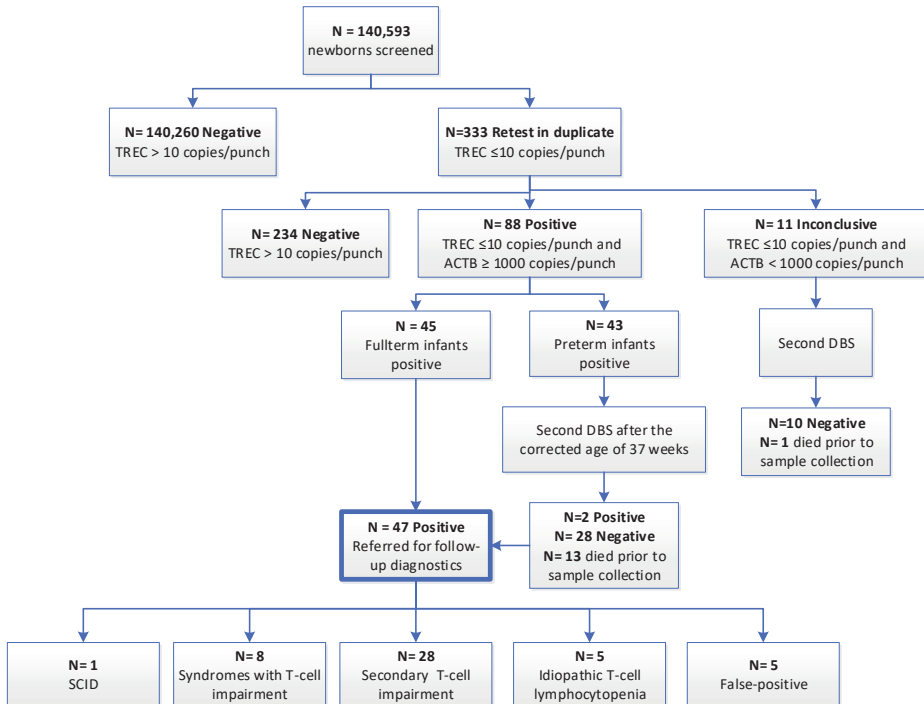 N = 140,593
newborns screened
N= 140,260 Negative
TREC > 10 copies/punch
N=333 Retest in duplicate
TREC ≤10 copies/punch
N= 234 Negative
TREC > 10 copies/punch
N= 88 Positive
TREC ≤10 copies/punch and
ACTB ≥ 1000 copies/punch
N= 11 Inconclusive
TREC ≤10 copies/punch and
ACTB < 1000 copies/punch
N = 45
Fullterm infants
positive
N= 43
Preterm infants
positive
Second DBS
Second DBS after the
corrected age of 37 weeks
N=10 Negative
N= 1 died prior to
sample collection
N = 47 Positive
Referred for follow-
up diagnostics
N=2 Positive
N= 28 Negative
N= 13 died prior to
sample collection
N= 1
SCID
N= 8
Syndromes with T-cell
impairment
N= 28
Secondary T-cell
impairment
N= 5
Idiopathic T-cell
lymphocytopenia
N= 5
False-positive